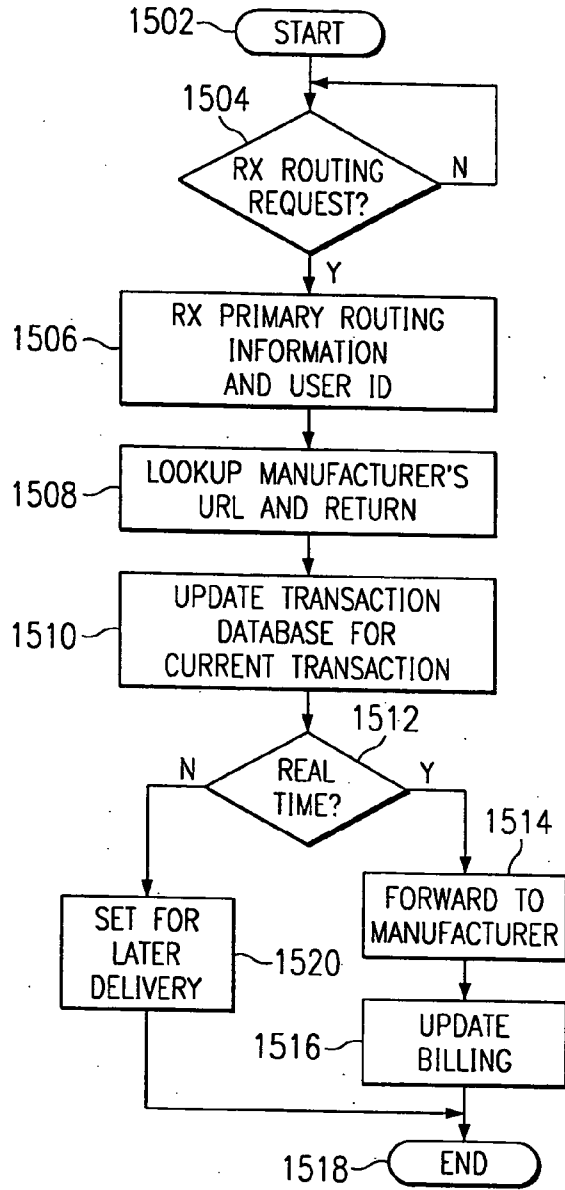 1502
START
1504
RX ROUTING
REQUEST?
N
Y
1506
RX PRIMARY ROUTING
INFORMATION
AND USER ID
1508
LOOKUP MANUFACTURER'S
URL AND RETURN
1510
UPDATE TRANSACTION
DATABASE FOR
CURRENT TRANSACTION
1512
N
REAL
TIME?
Y
1514
FORWARD TO
MANUFACTURER
SET FOR
LATER
DELIVERY
1520
1516
UPDATE
BILLING
1518
END